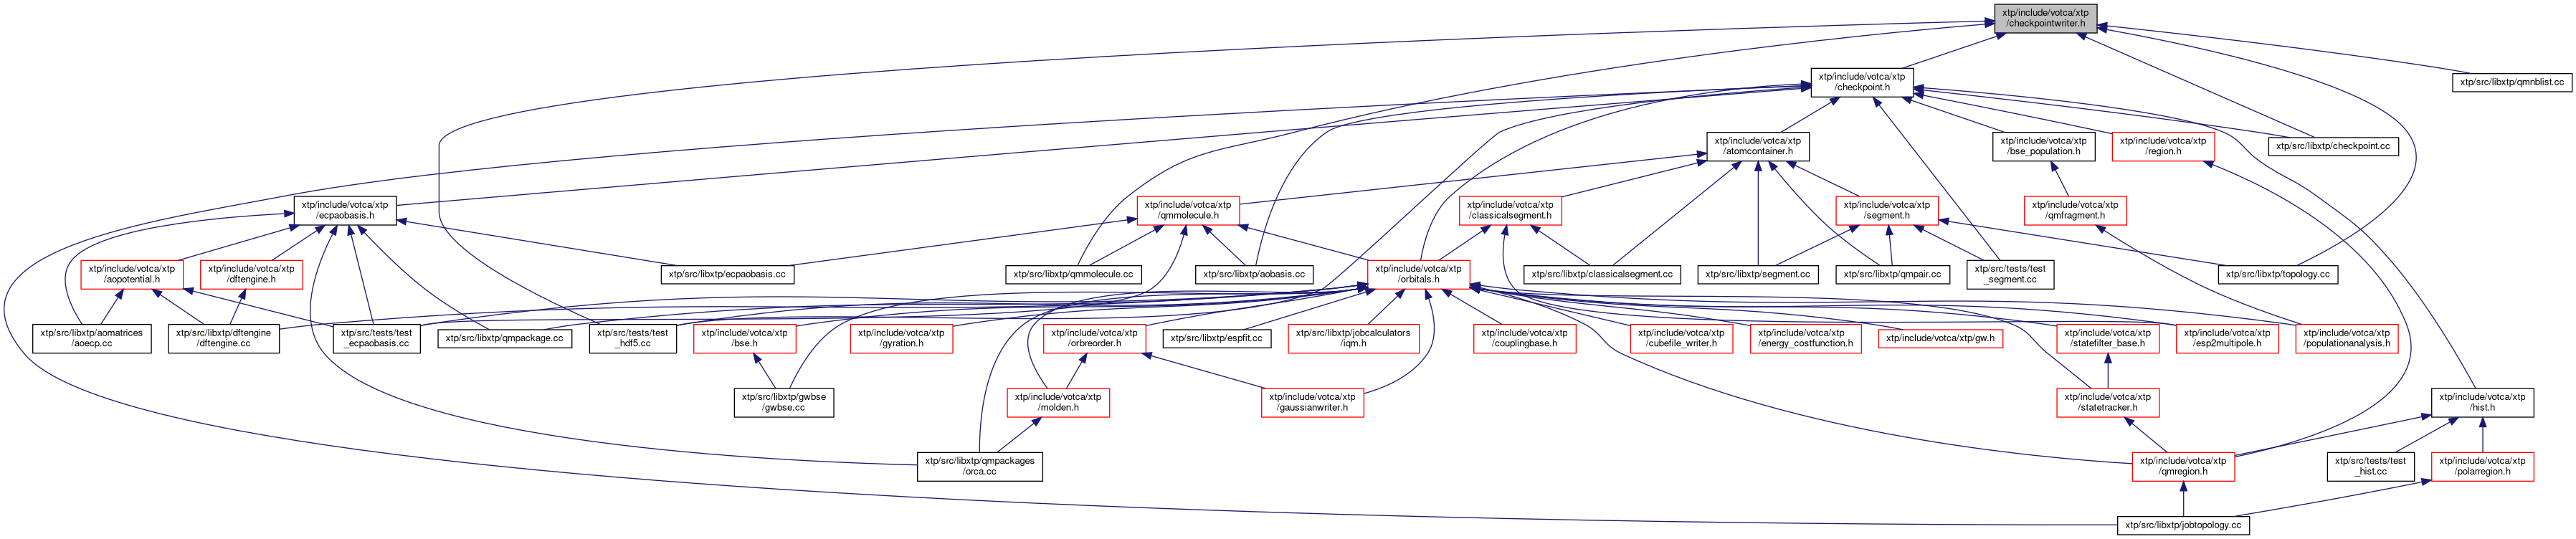 xtp/include/votca/xtp
/checkpointwriter.h
xtp/include/votca/xtp
/checkpoint.h
xtp/src/libxtp/qmnblist.cc
xtp/include/votca/xtp
/atomcontainer.h
xtp/include/votca/xtp
/bse_population.h
xtp/include/votca/xtp
/region.h
xtp/src/libxtp/checkpoint.cc
xtp/include/votca/xtp
/ecpaobasis.h
xtp/include/votca/xtp
/qmmolecule.h
xtp/include/votca/xtp
/classicalsegment.h
xtp/include/votca/xtp
/segment.h
xtp/include/votca/xtp
/qmfragment.h
xtp/include/votca/xtp
/aopotential.h
xtp/include/votca/xtp
/dftengine.h
xtp/src/libxtp/ecpaobasis.cc
xtp/src/libxtp/qmmolecule.cc
xtp/src/libxtp/aobasis.cc
xtp/include/votca/xtp
/orbitals.h
xtp/src/libxtp/classicalsegment.cc
xtp/src/libxtp/segment.cc
xtp/src/libxtp/qmpair.cc
xtp/src/tests/test
_segment.cc
xtp/src/libxtp/topology.cc
xtp/src/libxtp/aomatrices
/aoecp.cc
xtp/src/libxtp/dftengine
/dftengine.cc
xtp/src/tests/test
_ecpaobasis.cc
xtp/src/libxtp/qmpackage.cc
xtp/src/tests/test
_hdf5.cc
xtp/include/votca/xtp
/bse.h
xtp/include/votca/xtp
/gyration.h
xtp/include/votca/xtp
/orbreorder.h
xtp/src/libxtp/espfit.cc
xtp/src/libxtp/jobcalculators
/iqm.h
xtp/include/votca/xtp
/couplingbase.h
xtp/include/votca/xtp
/cubefile_writer.h
xtp/include/votca/xtp
/energy_costfunction.h
xtp/include/votca/xtp/gw.h
xtp/include/votca/xtp
/statefilter_base.h
xtp/include/votca/xtp
/esp2multipole.h
xtp/include/votca/xtp
/populationanalysis.h
xtp/src/libxtp/gwbse
/gwbse.cc
xtp/include/votca/xtp
/molden.h
xtp/include/votca/xtp
/gaussianwriter.h
xtp/include/votca/xtp
/statetracker.h
xtp/include/votca/xtp
/hist.h
xtp/src/libxtp/qmpackages
/orca.cc
xtp/include/votca/xtp
/qmregion.h
xtp/src/tests/test
_hist.cc
xtp/include/votca/xtp
/polarregion.h
xtp/src/libxtp/jobtopology.cc